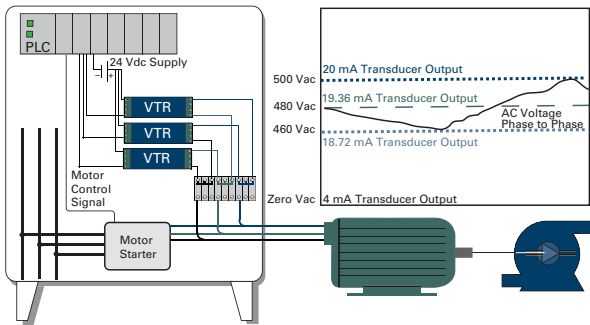 PLC
24 Vdc Supply
– +
VTR
VTR
VTR
Motor
Control
Signal
Motor
Starter
20 mA Transducer Output
500 Vac
19.36 mA Transducer Output
480 Vac
AC Voltage
Phase to Phase
460 Vac
18.72 mA Transducer Output
Zero Vac
4 mA Transducer Output